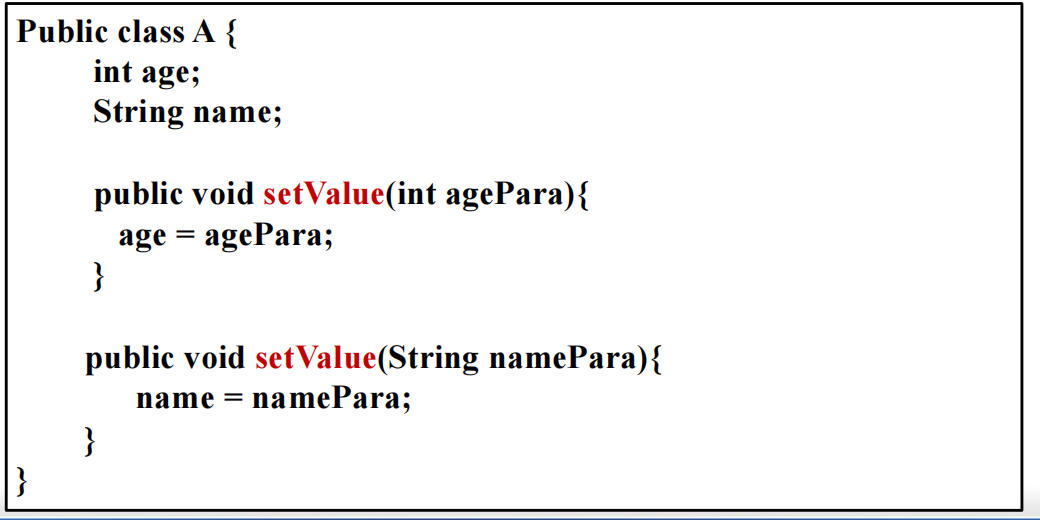 Public class A {
int age;
String name;
public void setValue(int agePara){
age = agePara;
}
public void setValue(String namePara){
name = namePara;
}
}